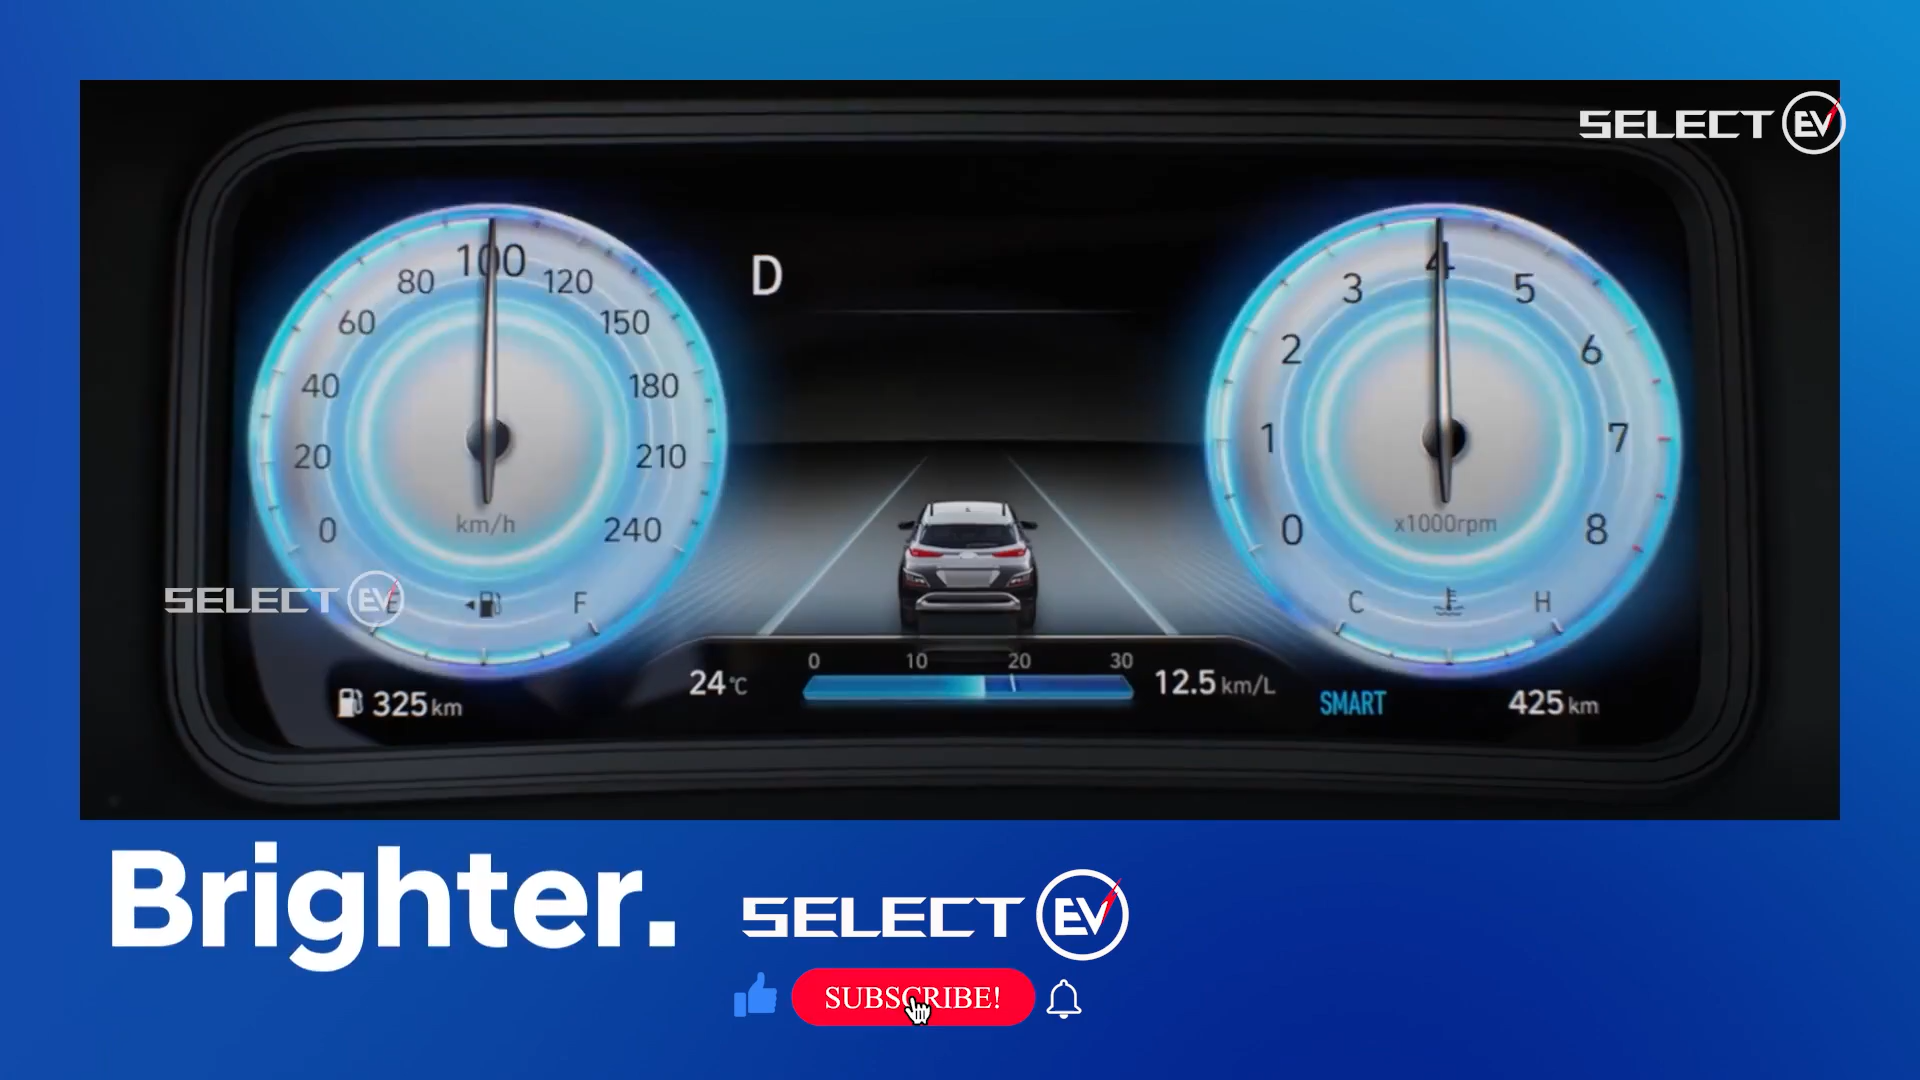 SELECT EV
100
80
120
60
150
40
180
20
210
0
km/h
240
E
F
325 km
SELECT EV
D
0 10 20 30
24°C
12.5 km/L
4
3
5
2
6
1
7
0
x1000rpm
8
C
H
SMART
425 km
Brighter.
SELECT EV
SUBSCRIBE!